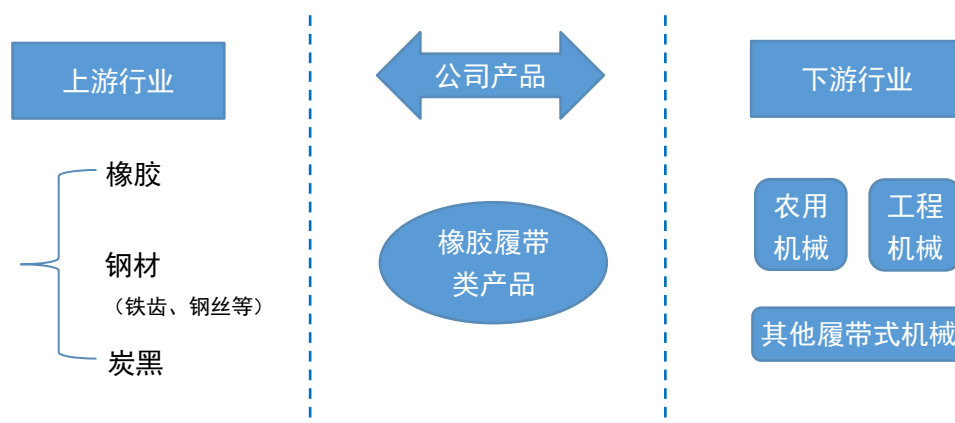 上游行业
公司产品
下游行业
橡胶
钢材
（铁齿、钢丝等）
炭黑
橡胶履带
类产品
农用
机械
工程
机械
其他履带式机械